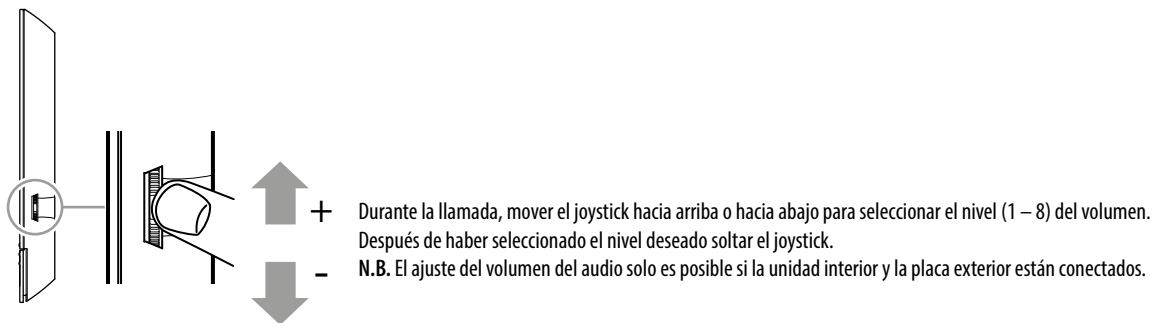 +
Durante la llamada, mover el joystick hacia arriba o hacia abajo para seleccionar el nivel (1 – 8) del volumen.
Después de haber seleccionado el nivel deseado soltar el joystick.
N.B. El ajuste del volumen del audio solo es posible si la unidad interior y la placa exterior están conectados.
-